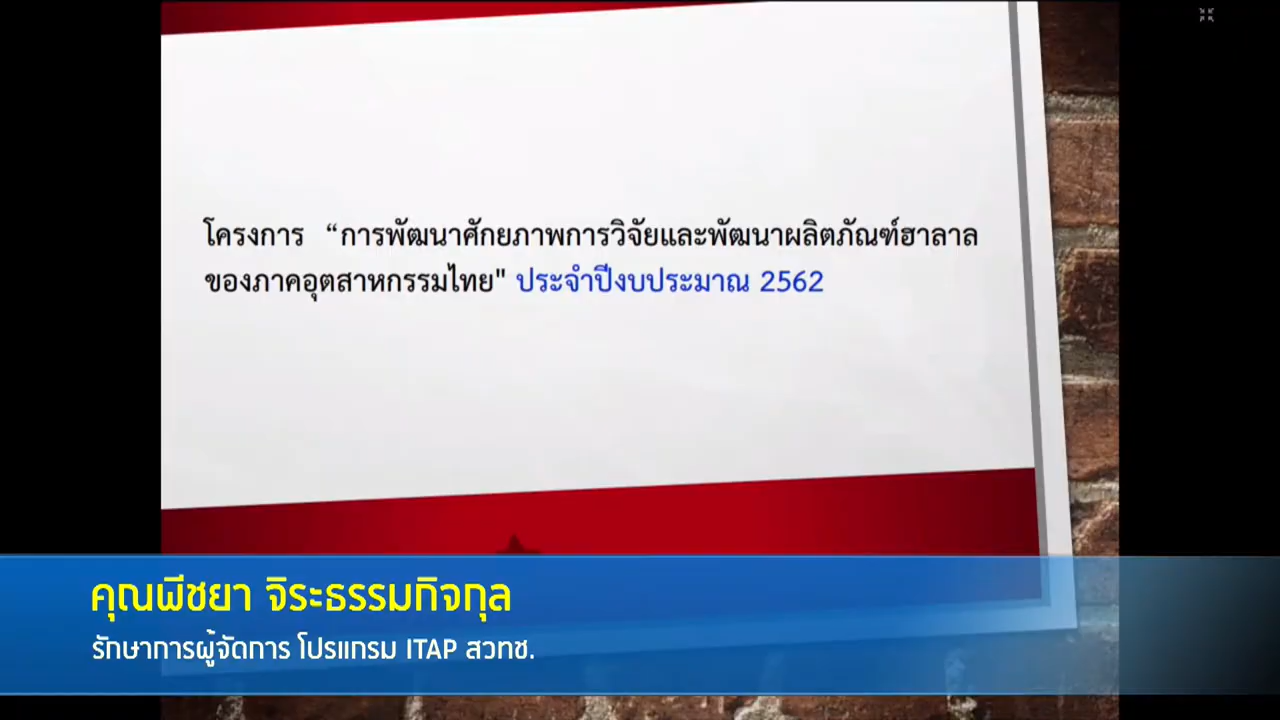 โครงการ “การพัฒนาศักยภาพการวิจัยและพัฒนาผลิตภัณฑ์ฮาลาล
ของภาคอุตสาหกรรมไทย" ประจำปีงบประมาณ 2562
คุณพีชยา จิระธรรมกิจกุล
รักษาการผู้จัดการ โปรแกรม ITAP สวทช.